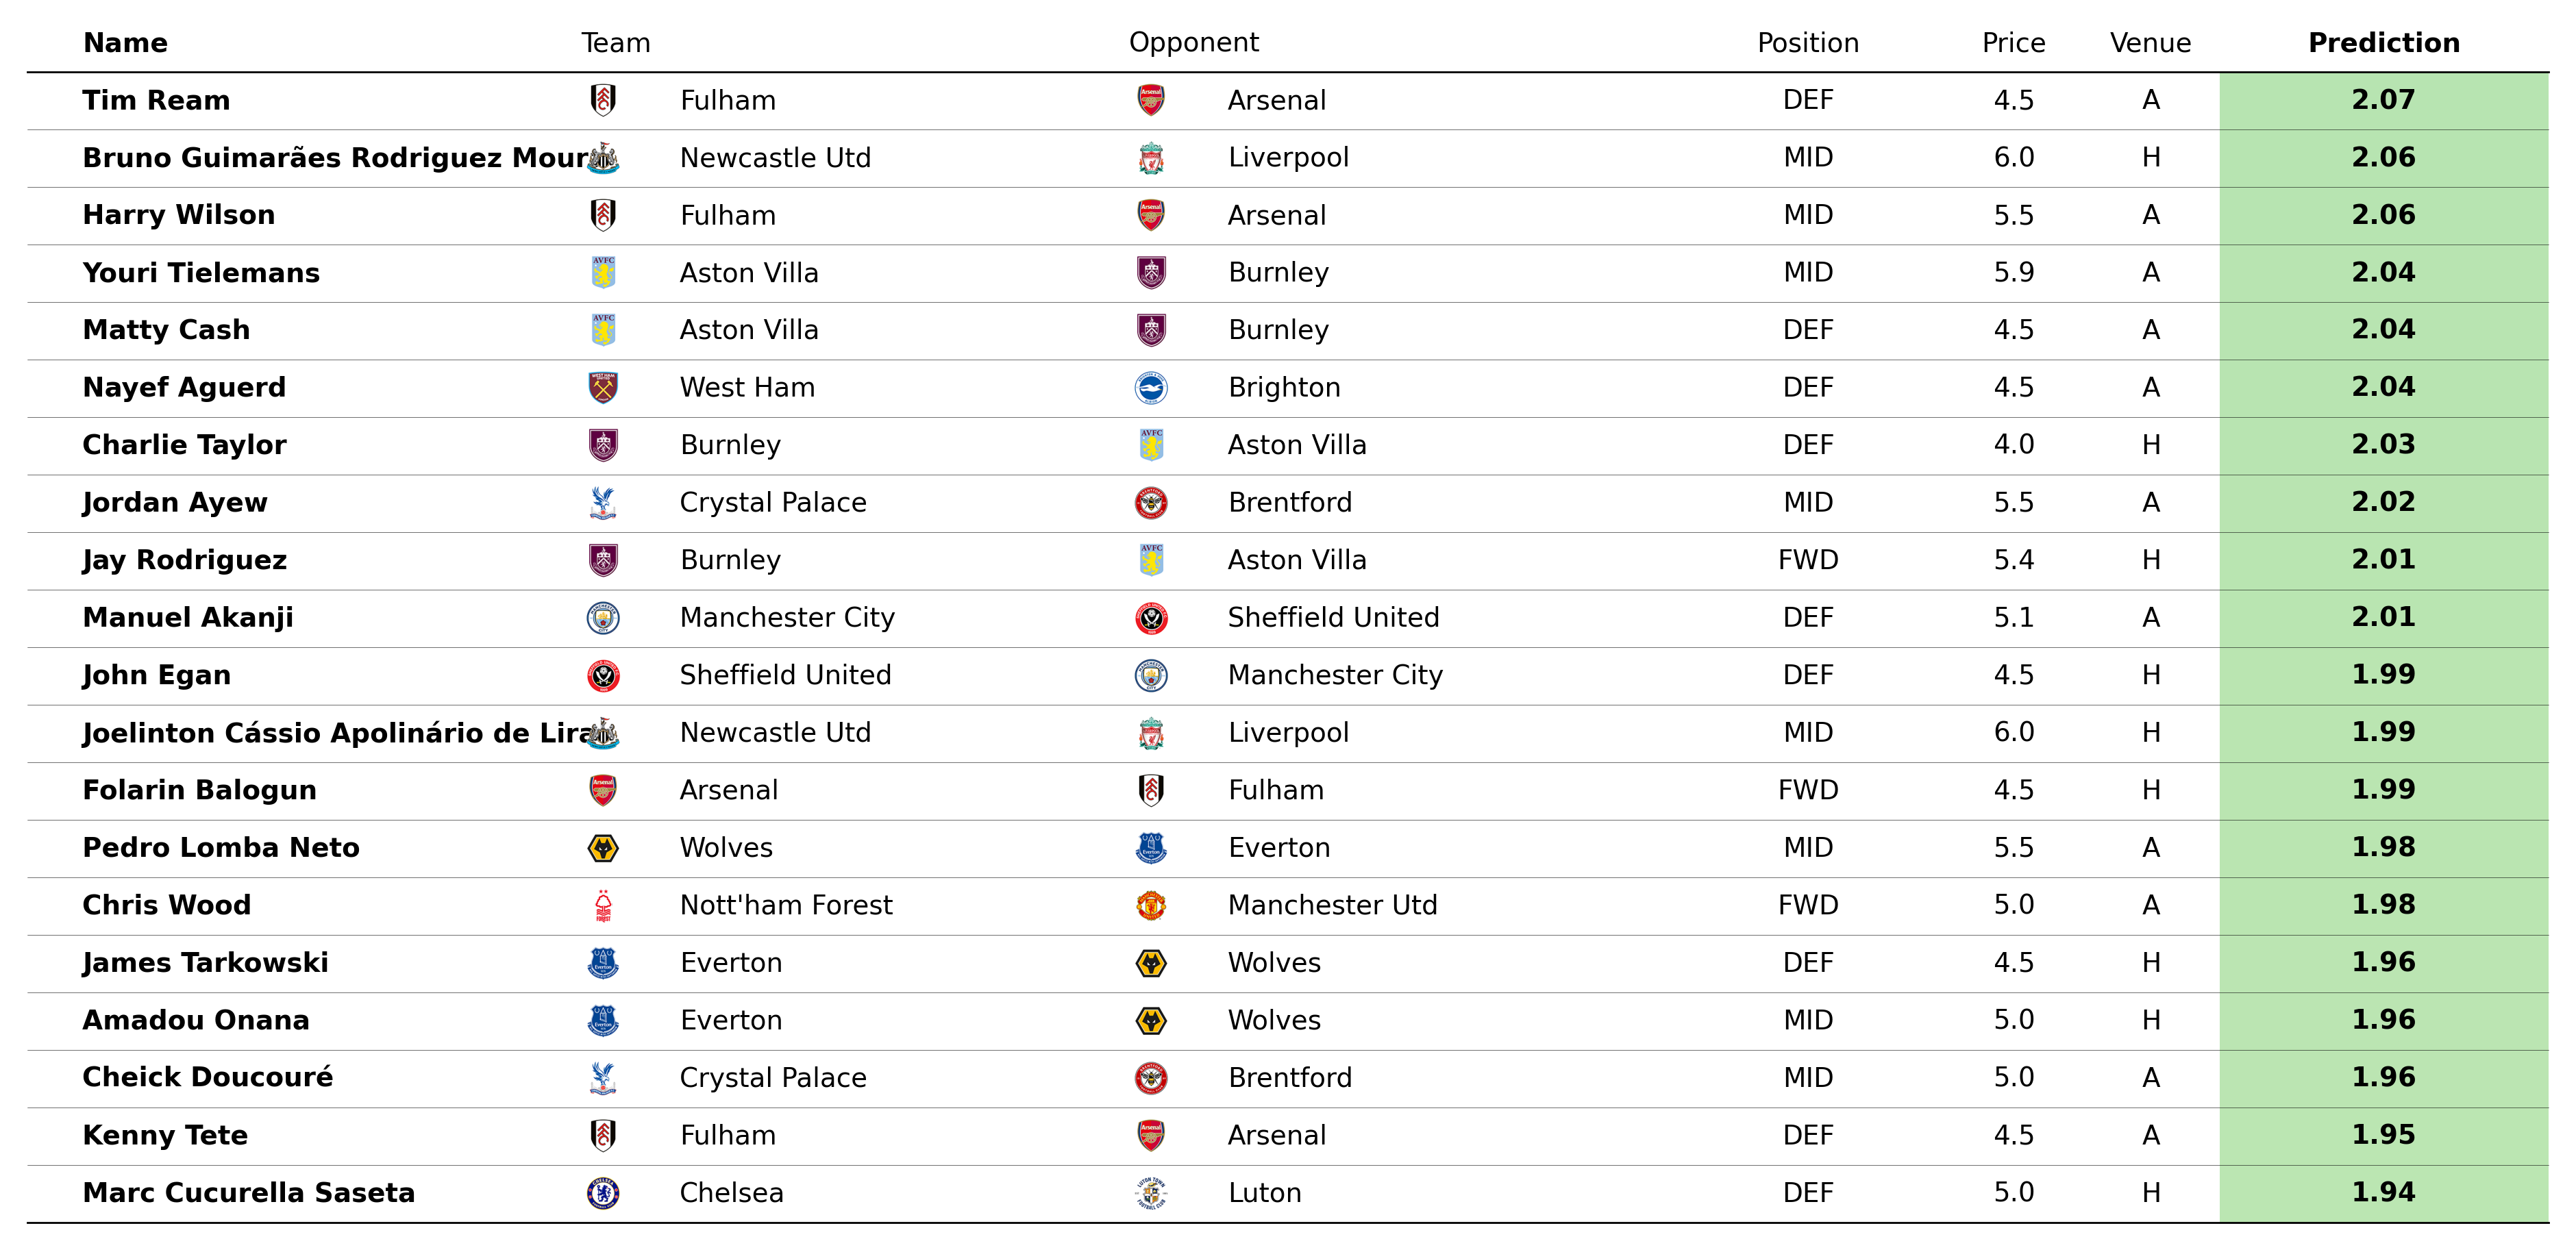 Name Team Opponent Position Price Venue Prediction
Tim Ream Fulham Arsenal DEF 4.5 A 2.07
Bruno Guimarães Rodriguez Mour Newcastle Utd Liverpool MID 6.0 H 2.06
Harry Wilson Fulham Arsenal MID 5.5 A 2.06
Youri Tielemans Aston Villa Burnley MID 5.9 A 2.04
Matty Cash Aston Villa Burnley DEF 4.5 A 2.04
Nayef Aguerd West Ham Brighton DEF 4.5 A 2.04
Charlie Taylor Burnley Aston Villa DEF 4.0 H 2.03
Jordan Ayew Crystal Palace Brentford MID 5.5 A 2.02
Jay Rodriguez Burnley Aston Villa FWD 5.4 H 2.01
Manuel Akanji Manchester City Sheffield United DEF 5.1 A 2.01
John Egan Sheffield United Manchester City DEF 4.5 H 1.99
Joelinton Cássio Apolinário de Lira Newcastle Utd Liverpool MID 6.0 H 1.99
Folarin Balogun Arsenal Fulham FWD 4.5 H 1.99
Pedro Lomba Neto Wolves Everton MID 5.5 A 1.98
Chris Wood Nott'ham Forest Manchester Utd FWD 5.0 A 1.98
James Tarkowski Everton Wolves DEF 4.5 H 1.96
Amadou Onana Everton Wolves MID 5.0 H 1.96
Cheick Doucouré Crystal Palace Brentford MID 5.0 A 1.96
Kenny Tete Fulham Arsenal DEF 4.5 A 1.95
Marc Cucurella Saseta Chelsea Luton DEF 5.0 H 1.94